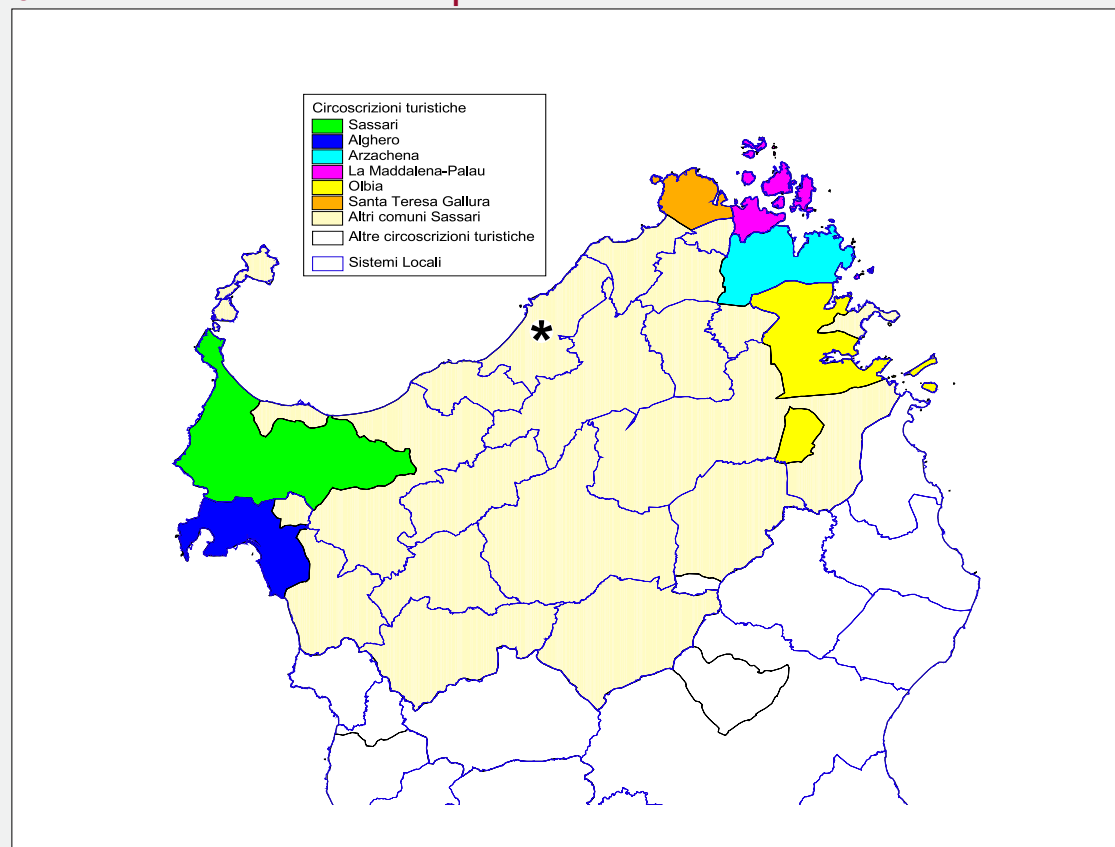 Circoscrizioni turistiche
Sassari
Alghero
Arzachena
La Maddalena-Palau
Olbia
Santa Teresa Gallura
Altri comuni Sassari
Altre circoscrizioni turistiche
Sistemi Locali
*